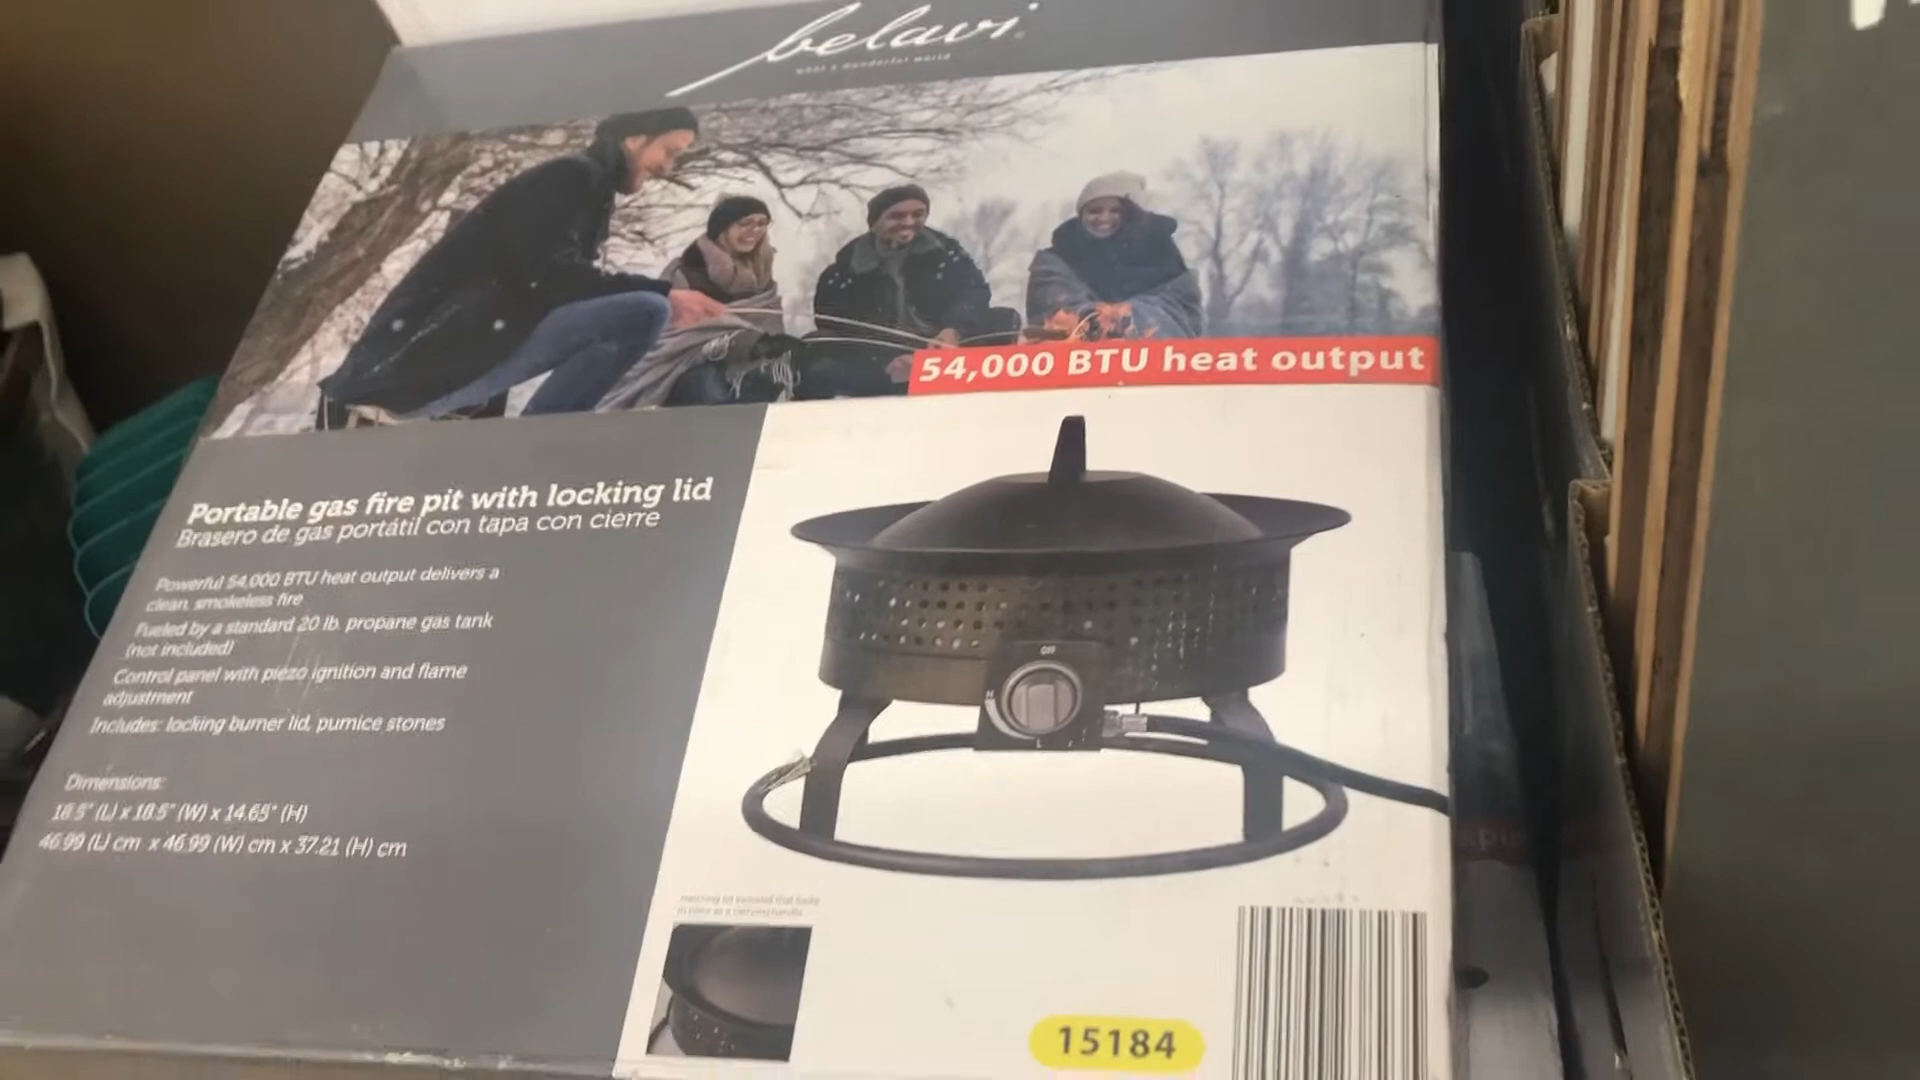 belavi
what a wonderful world
54,000 BTU heat output
Portable gas fire pit with locking lid
Brasero de gas portátil con tapa con cierre
Powerful 54,000 BTU heat output delivers a
clean, smokeless fire
Fueled by a standard 20 lb. propane gas tank
(not included)
Control panel with piezo ignition and flame
adjustment
Includes: locking burner lid, pumice stones
Dimensions:
18.5" (L) x 18.5" (W) x 14.65" (H)
46.99 (L) cm x 46.99 (W) cm x 37.21 (H) cm
OFF
H
L
15184